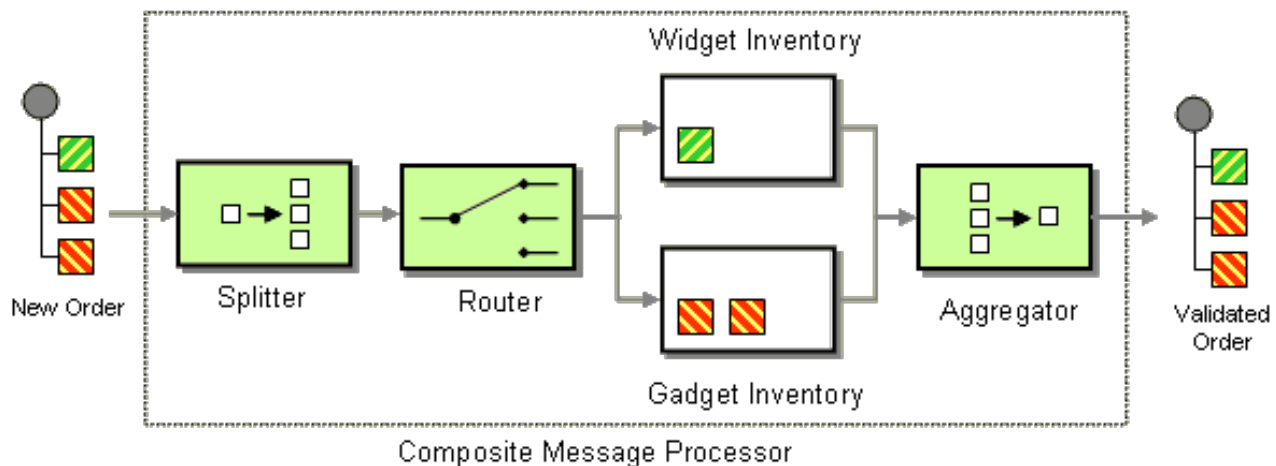 Widget Inventory
New Order
Splitter
Router
Aggregator
Validated
Order
Gadget Inventory
Composite Message Processor